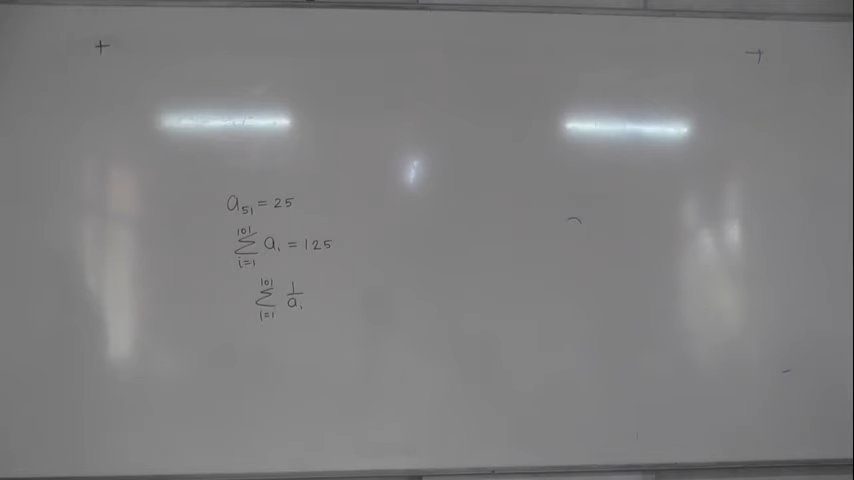 a₅₁ = 25
∑_{i=1}^{101} aᵢ = 125
∑_{i=1}^{101} 1/aᵢ